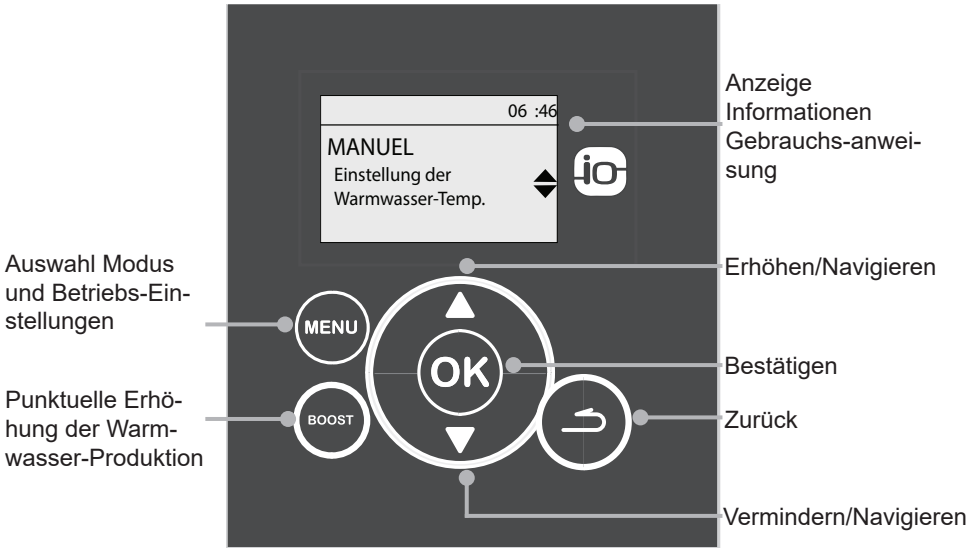 06 :46
MANUEL
Einstellung der
Warmwasser-Temp.
io
Anzeige
Informationen
Gebrauchs-anwei-
sung
Auswahl Modus
und Betriebs-Ein-
stellungen
MENU
Erhöhen/Navigieren
OK
Bestätigen
Punktuelle Erhö-
hung der Warm-
wasser-Produktion
BOOST
Zurück
Vermindern/Navigieren